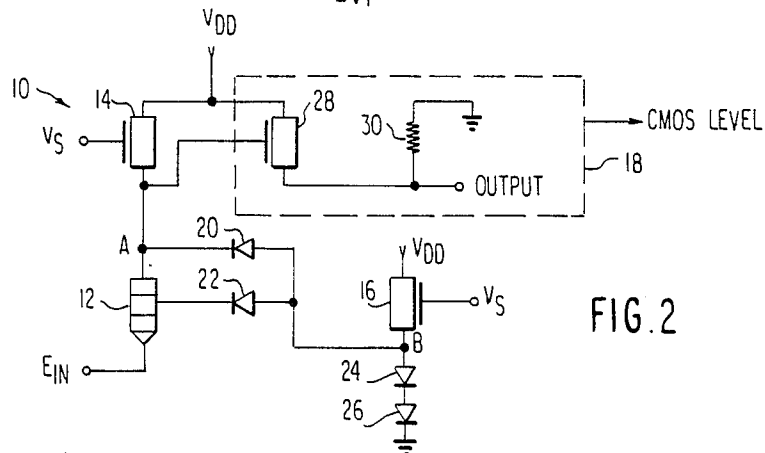 V_DD
10
14
28
V_S
30
CMOS LEVEL
18
OUTPUT
A
20
V_DD
12
22
16
V_S
FIG.2
B
E_IN
24
26